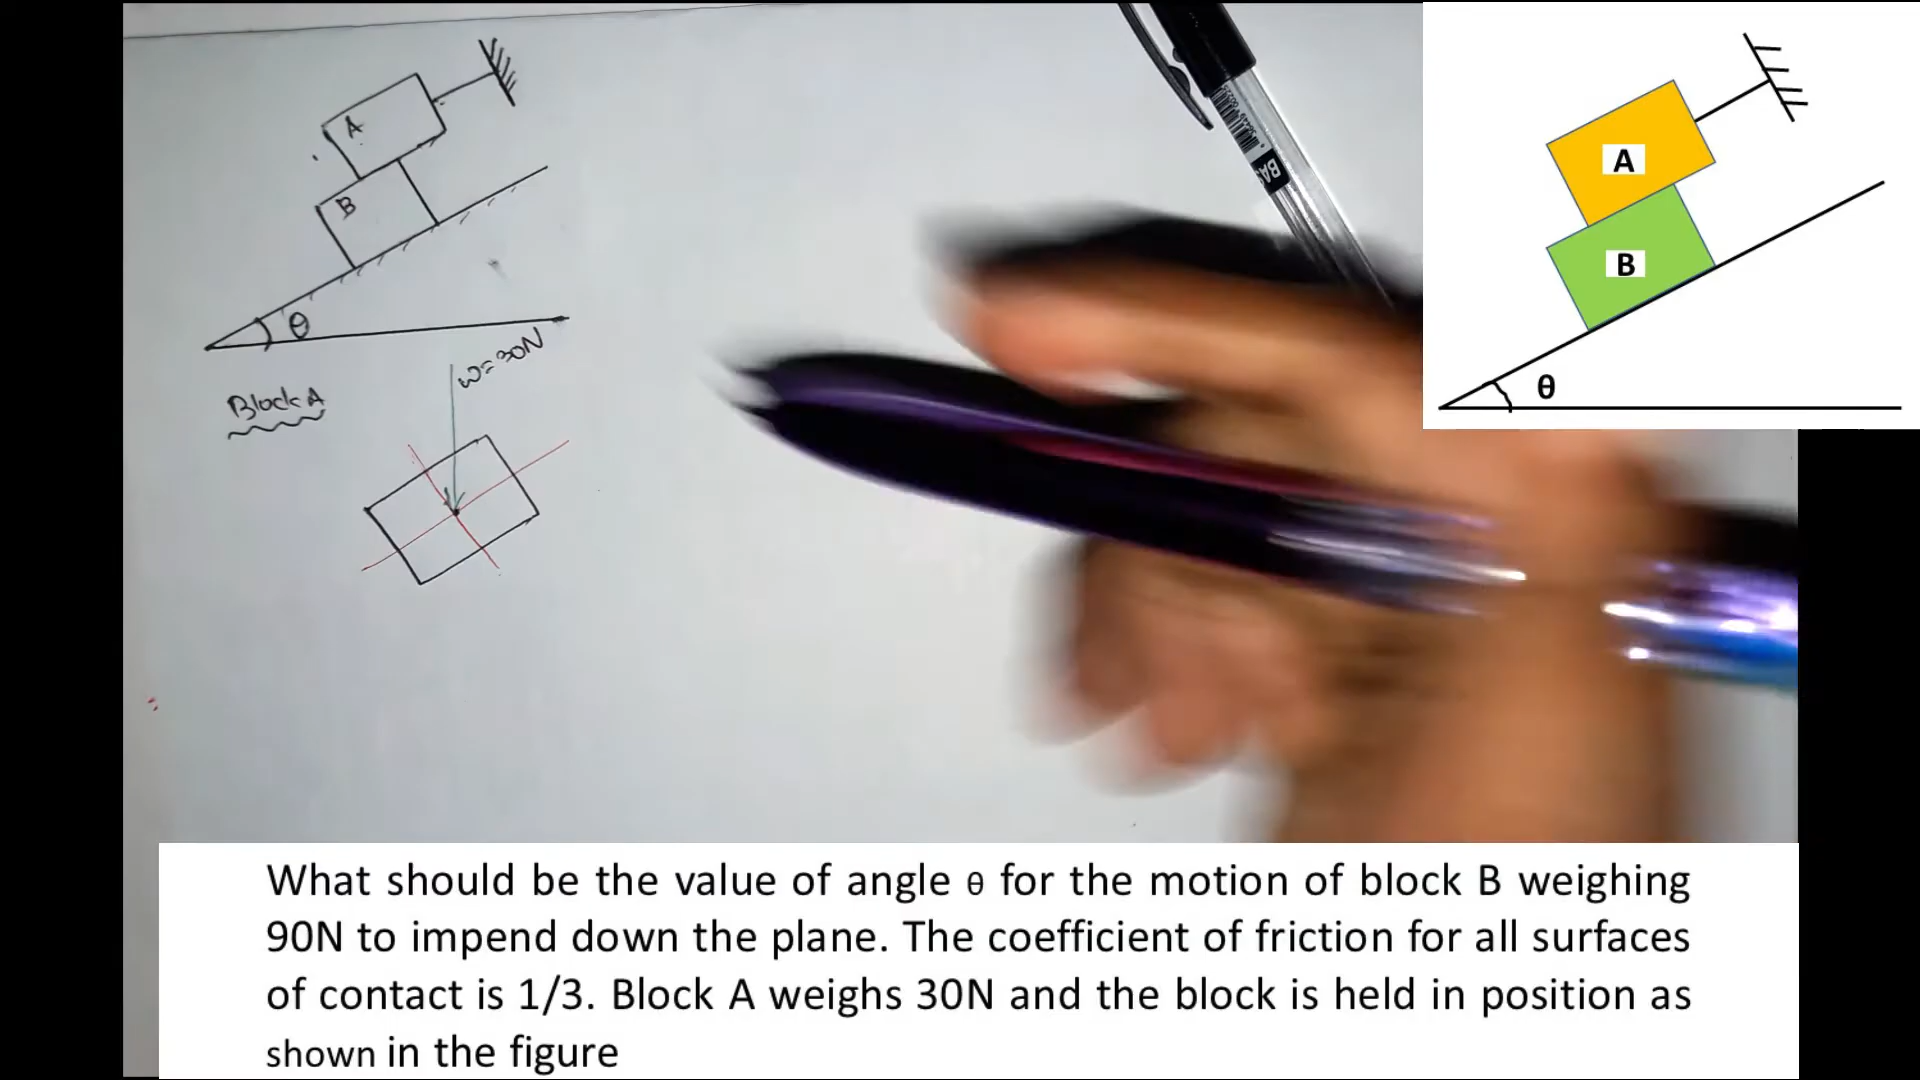 A
B
θ
w=30N
Block A
BA
A
B
θ
What should be the value of angle θ for the motion of block B weighing
90N to impend down the plane. The coefficient of friction for all surfaces
of contact is 1/3. Block A weighs 30N and the block is held in position as
shown in the figure